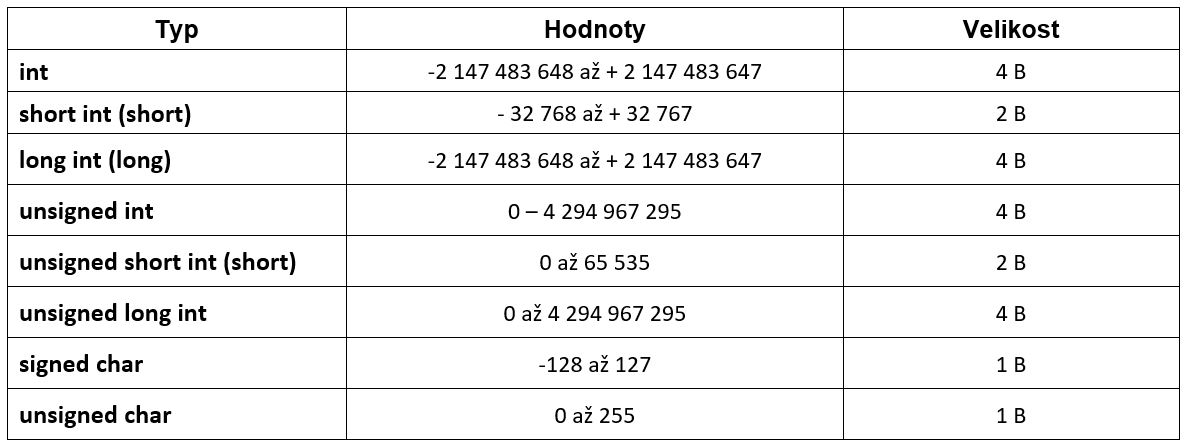 Typ Hodnoty Velikost
int -2 147 483 648 až + 2 147 483 647 4 B
short int (short) - 32 768 až + 32 767 2 B
long int (long) -2 147 483 648 až + 2 147 483 647 4 B
unsigned int 0 – 4 294 967 295 4 B
unsigned short int (short) 0 až 65 535 2 B
unsigned long int 0 až 4 294 967 295 4 B
signed char -128 až 127 1 B
unsigned char 0 až 255 1 B